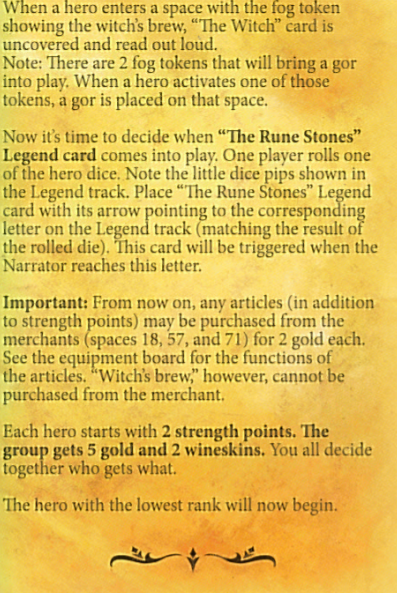 When a hero enters a space with the fog token
showing the witch's brew, “The Witch” card is
uncovered and read out loud.
Note: There are 2 fog tokens that will bring a gor
into play. When a hero activates one of those
tokens, a gor is placed on that space.
Now it's time to decide when “The Rune Stones”
Legend card comes into play. One player rolls one
of the hero dice. Note the little dice pips shown in
the Legend track. Place “The Rune Stones” Legend
card with its arrow pointing to the corresponding
letter on the Legend track (matching the result of
the rolled die). This card will be triggered when the
Narrator reaches this letter.
Important: From now on, any articles (in addition
to strength points) may be purchased from the
merchants (spaces 18, 57, and 71) for 2 gold each.
See the equipment board for the functions of
the articles. “Witch's brew,” however, cannot be
purchased from the merchant.
Each hero starts with 2 strength points. The
group gets 5 gold and 2 wineskins. You all decide
together who gets what.
The hero with the lowest rank will now begin.